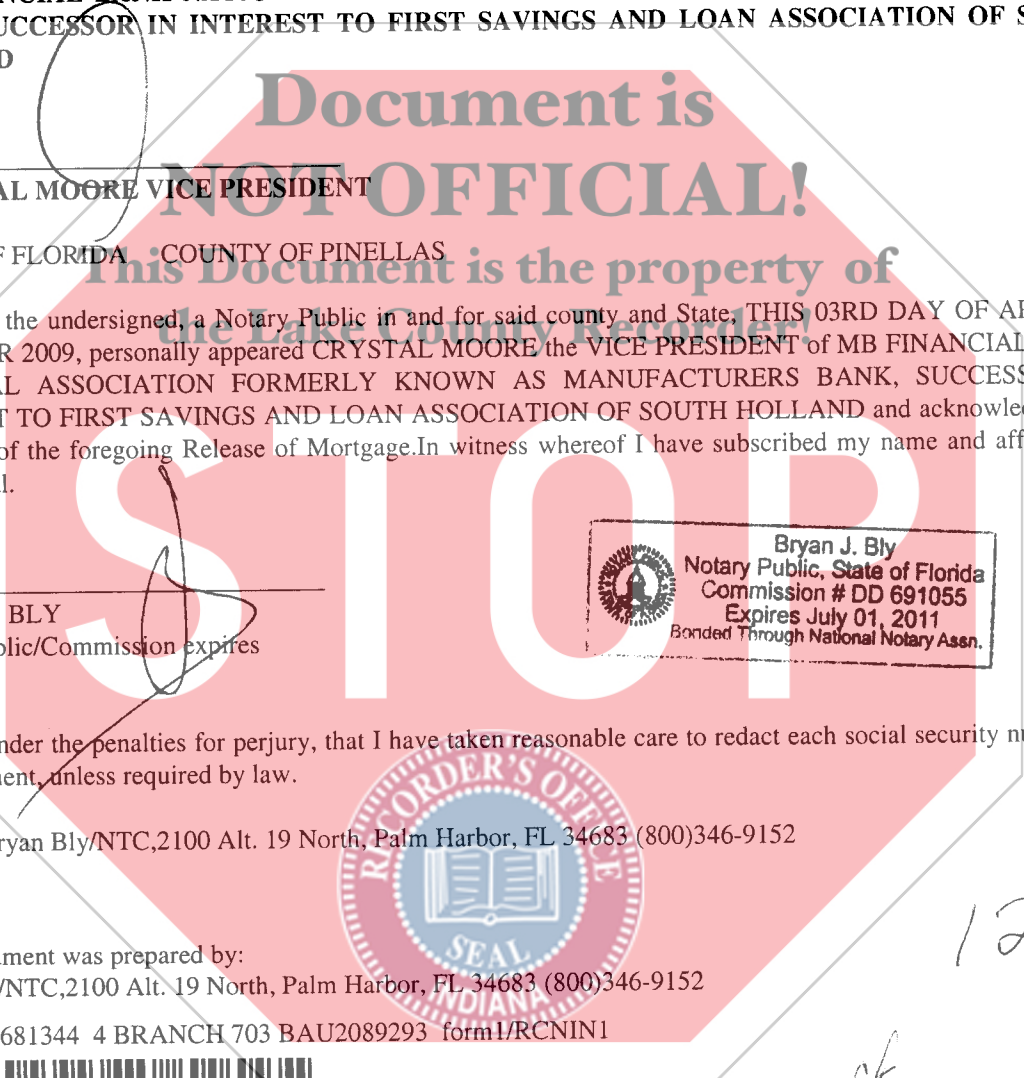 SUCCESSOR IN INTEREST TO FIRST SAVINGS AND LOAN ASSOCIATION OF S
D
Document is
NOT OFFICIAL!
AL MOORE VICE PRESIDENT
F FLORIDA COUNTY OF PINELLAS
This Document is the property of
the Lake County Recorder!
the undersigned, a Notary Public in and for said county and State, THIS 03RD DAY OF
R 2009, personally appeared CRYSTAL MOORE the VICE PRESIDENT of MB FINANCIAL
AL ASSOCIATION FORMERLY KNOWN AS MANUFACTURERS BANK, SUCCESS
T TO FIRST SAVINGS AND LOAN ASSOCIATION OF SOUTH HOLLAND and acknowle
of the foregoing Release of Mortgage.In witness whereof I have subscribed my name and aff
al.
STOP
Bryan J. Bly
Notary Public, State of Florida
Commission # DD 691055
Expires July 01, 2011
Bonded Through National Notary Assn.
BLY
blic/Commission expires
nder the penalties for perjury, that I have taken reasonable care to redact each social security nu
ment, unless required by law.
ryan Bly/NTC,2100 Alt. 19 North, Palm Harbor, FL 34683 (800)346-9152
RECORDER'S OFFICE
SEAL
INDIANA
ument was prepared by:
/NTC,2100 Alt. 19 North, Palm Harbor, FL 34683 (800)346-9152
681344 4 BRANCH 703 BAU2089293 form1/RCNIN1
12
of